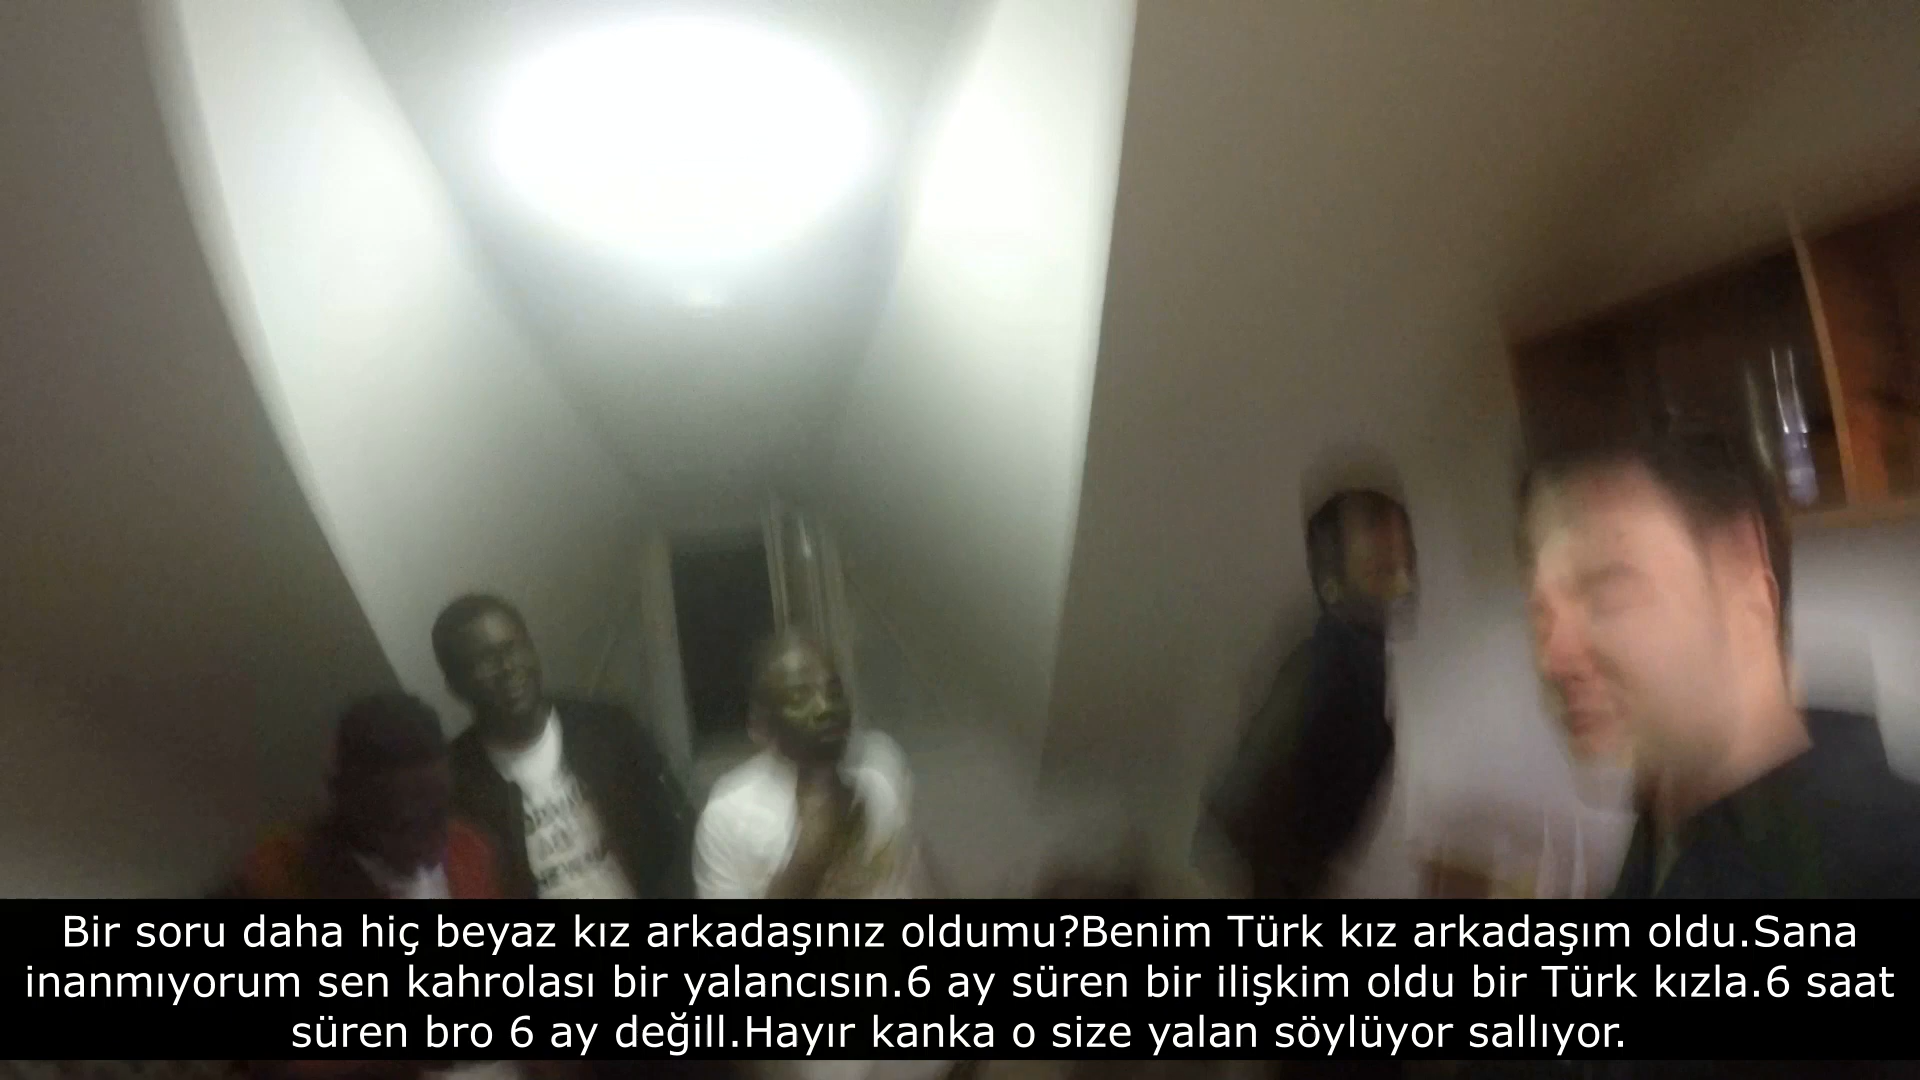 Bir soru daha hiç beyaz kız arkadaşınız oldumu?Benim Türk kız arkadaşım oldu.Sana
inanmıyorum sen kahrolası bir yalancısın.6 ay süren bir ilişkim oldu bir Türk kızla.6 saat
süren bro 6 ay değill.Hayır kanka o size yalan söylüyor sallıyor.